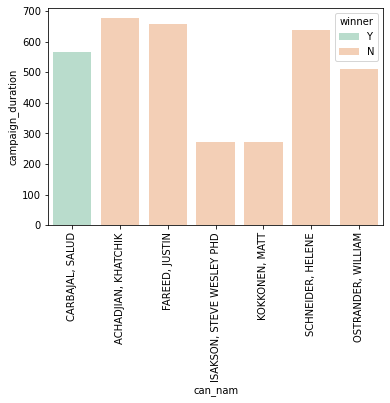 700
600
500
400
300
200
100
0
campaign_duration
winner
Y
N
CARBAJAL, SALUD
ACHADJIAN, KHATCHIK
FAREED, JUSTIN
ISAKSON, STEVE WESLEY PHD
KOKKONEN, MATT
SCHNEIDER, HELENE
OSTRANDER, WILLIAM
can_nam